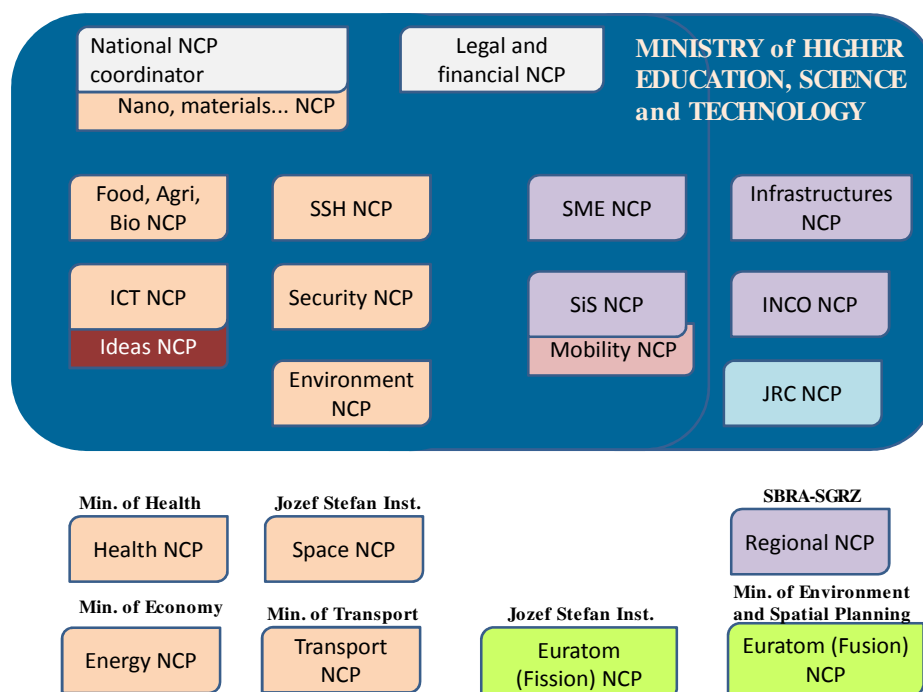 National NCP
coordinator
Nano, materials... NCP
Legal and
financial NCP
MINISTRY of HIGHER
EDUCATION, SCIENCE
and TECHNOLOGY
Food, Agri,
Bio NCP
SSH NCP
SME NCP
Infrastructures
NCP
ICT NCP
Ideas NCP
Security NCP
SiS NCP
Mobility NCP
INCO NCP
Environment
NCP
JRC NCP
Min. of Health
Health NCP
Jozef Stefan Inst.
Space NCP
SBRA-SGRZ
Regional NCP
Min. of Economy
Energy NCP
Min. of Transport
Transport
NCP
Jozef Stefan Inst.
Euratom
(Fission) NCP
Min. of Environment
and Spatial Planning
Euratom (Fusion)
NCP